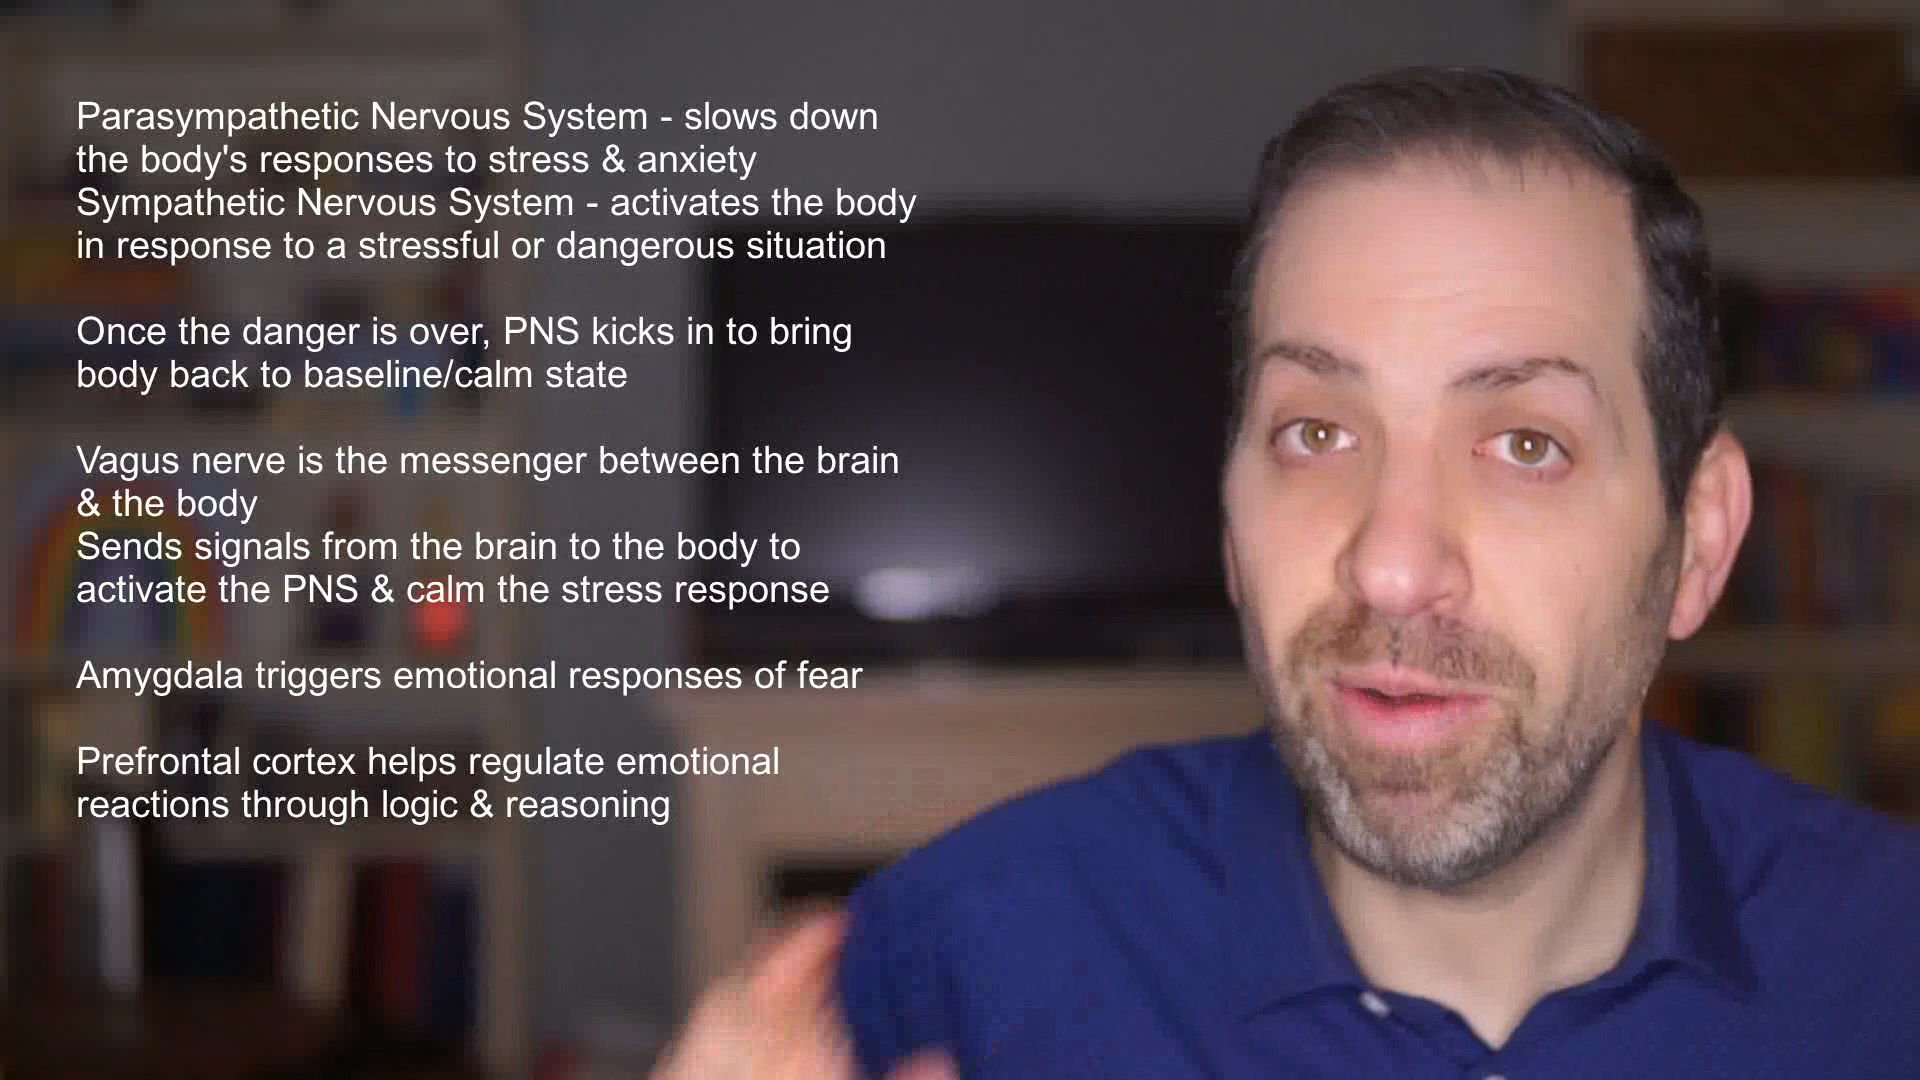 Parasympathetic Nervous System - slows down
the body's responses to stress & anxiety
Sympathetic Nervous System - activates the body
in response to a stressful or dangerous situation
Once the danger is over, PNS kicks in to bring
body back to baseline/calm state
Vagus nerve is the messenger between the brain
& the body
Sends signals from the brain to the body to
activate the PNS & calm the stress response
Amygdala triggers emotional responses of fear
Prefrontal cortex helps regulate emotional
reactions through logic & reasoning